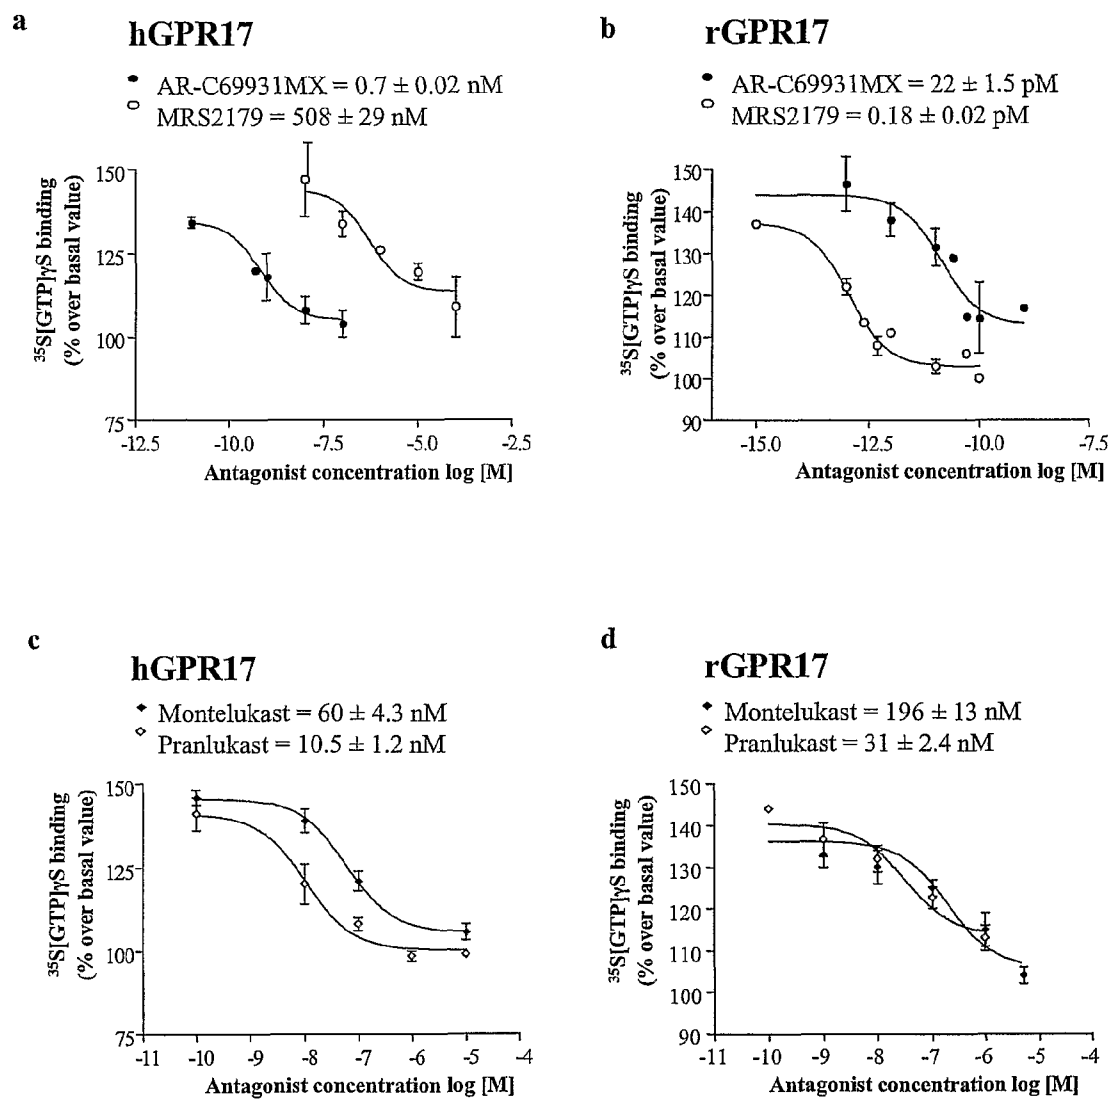 a
hGPR17
AR-C69931MX = 0.7 ± 0.02 nM
MRS2179 = 508 ± 29 nM
³⁵S[GTP]γS binding
(% over basal value)
150
125
100
75
-12.5 -10.0 -7.5 -5.0 -2.5
Antagonist concentration log [M]
b
rGPR17
AR-C69931MX = 22 ± 1.5 pM
MRS2179 = 0.18 ± 0.02 pM
³⁵S[GTP]γS binding
(% over basal value)
150
140
130
120
110
100
90
-15.0 -12.5 -10.0 -7.5
Antagonist concentration log [M]
c
hGPR17
Montelukast = 60 ± 4.3 nM
Pranlukast = 10.5 ± 1.2 nM
³⁵S[GTP]γS binding
(% over basal value)
150
125
100
75
-11 -10 -9 -8 -7 -6 -5 -4
Antagonist concentration log [M]
d
rGPR17
Montelukast = 196 ± 13 nM
Pranlukast = 31 ± 2.4 nM
³⁵S[GTP]γS binding
(% over basal value)
150
140
130
120
110
100
90
-11 -10 -9 -8 -7 -6 -5 -4
Antagonist concentration log [M]